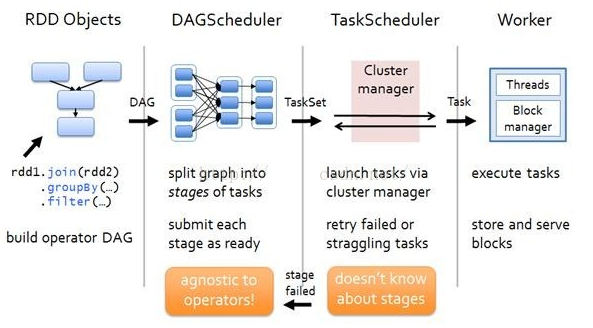 RDD Objects
DAGScheduler
TaskScheduler
Worker
DAG
TaskSet
Cluster
manager
Task
Threads
Block
manager
rdd1.join(rdd2)
.groupBy(…)
.filter(…)
build operator DAG
split graph into
stages of tasks
submit each
stage as ready
launch tasks via
cluster manager
retry failed or
straggling tasks
execute tasks
store and serve
blocks
agnostic to
operators!
stage
failed
doesn't know
about stages